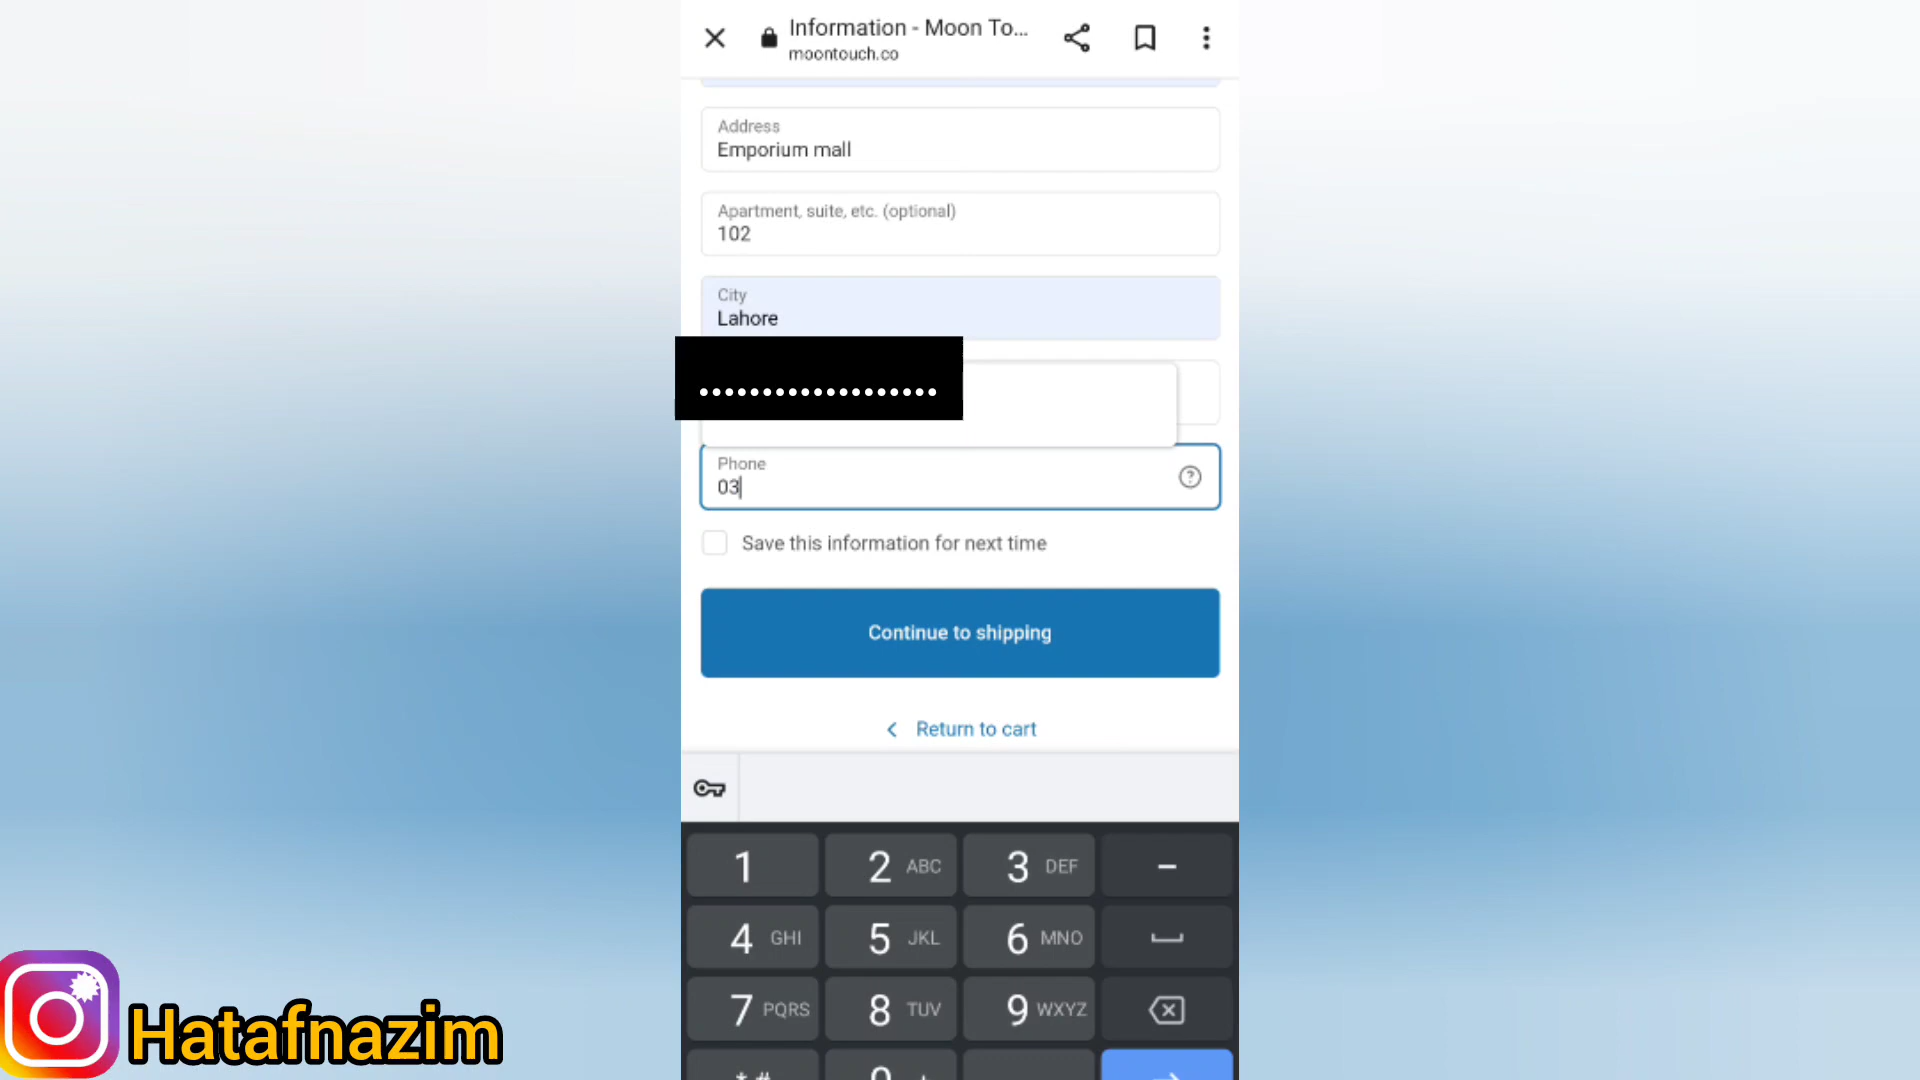 Information - Moon To...
moontouch.co
Address
Emporium mall
Apartment, suite, etc. (optional)
102
City
Lahore
...................
Phone
03
Save this information for next time
Continue to shipping
Return to cart
1 2 ABC 3 DEF -
4 GHI 5 JKL 6 MNO
7 PQRS 8 TUV 9 WXYZ
* # 0 +
Hatafnazim